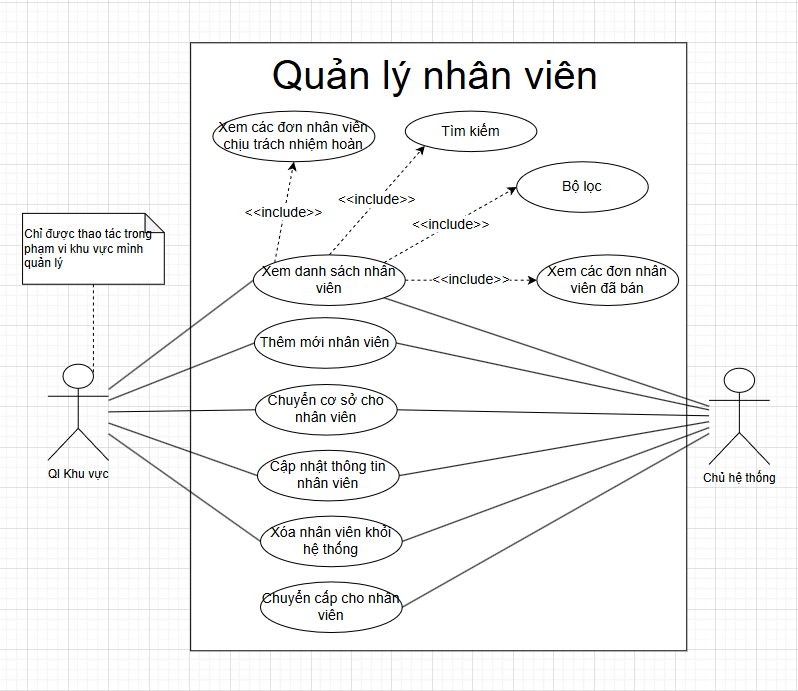 Quản lý nhân viên
Xem các đơn nhân viên
chịu trách nhiệm hoàn
Tìm kiếm
Bộ lọc
<<include>>
<<include>>
<<include>>
<<include>>
Chỉ được thao tác trong
phạm vi khu vực mình
quản lý
Xem danh sách nhân
viên
Xem các đơn nhân
viên đã bán
Thêm mới nhân viên
Chuyển cơ sở cho
nhân viên
Cập nhật thông tin
nhân viên
Xóa nhân viên khỏi
hệ thống
Chuyển cấp cho nhân
viên
Ql Khu vực
Chủ hệ thống